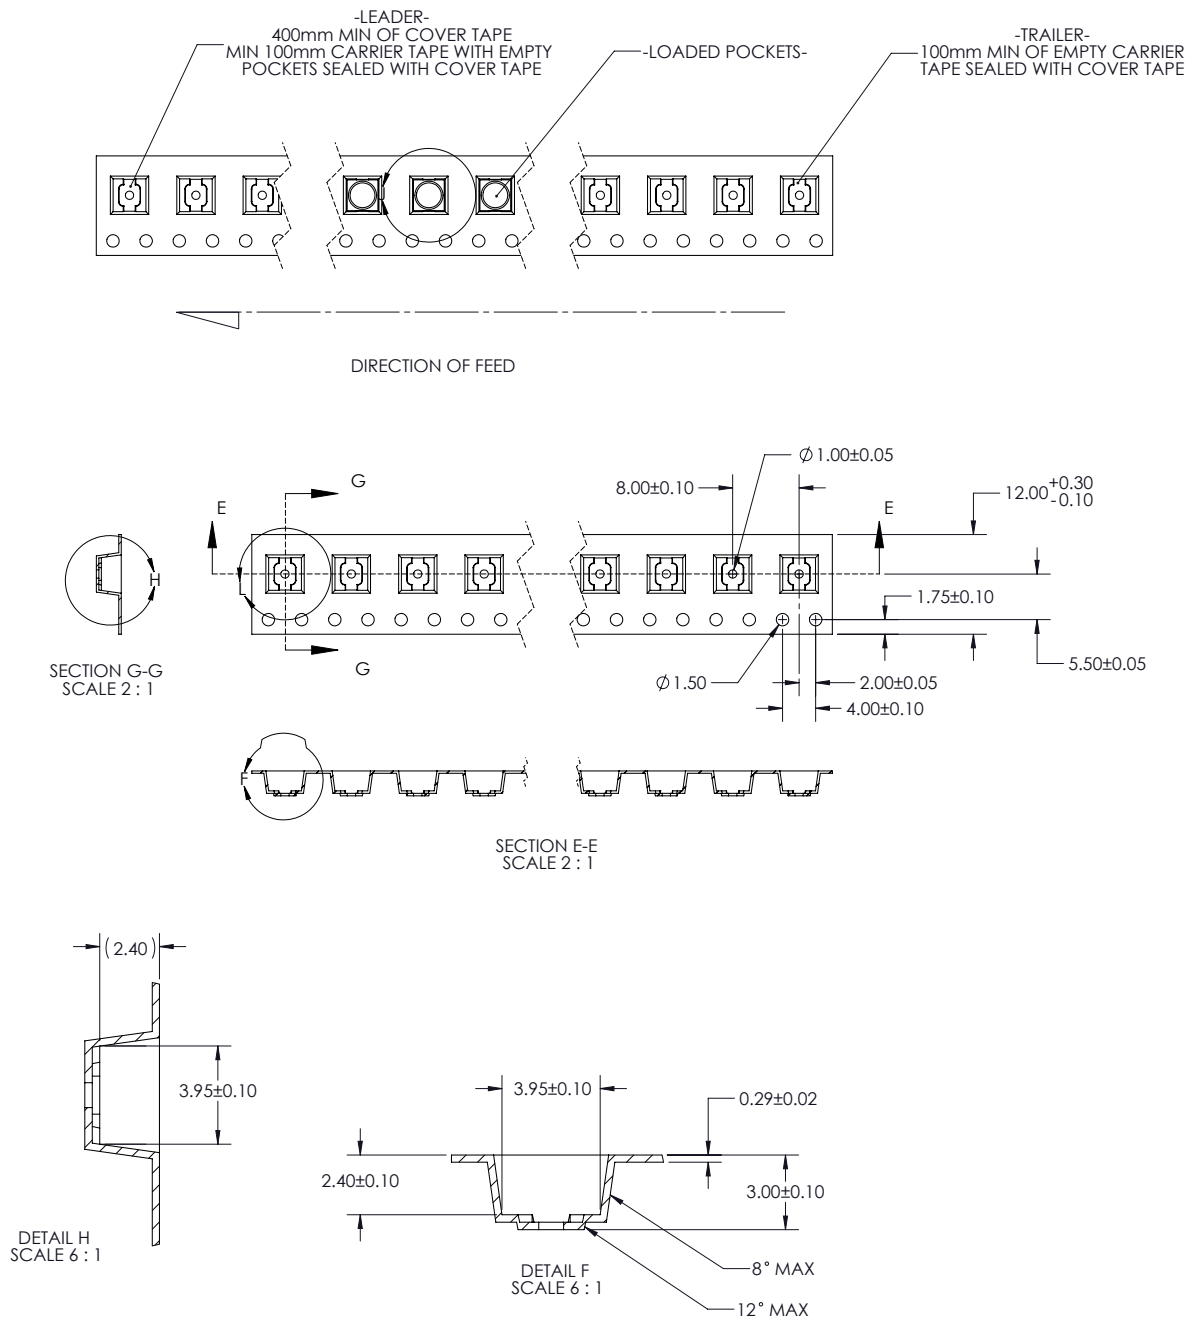 -LEADER-
400mm MIN OF COVER TAPE
MIN 100mm CARRIER TAPE WITH EMPTY
POCKETS SEALED WITH COVER TAPE
-LOADED POCKETS-
-TRAILER-
100mm MIN OF EMPTY CARRIER
TAPE SEALED WITH COVER TAPE
J
DIRECTION OF FEED
Ø 1.00±0.05
8.00±0.10
12.00 +0.30
-0.10
G
E
E
H
L
1.75±0.10
5.50±0.05
G
Ø 1.50
2.00±0.05
4.00±0.10
SECTION G-G
SCALE 2 : 1
F
SECTION E-E
SCALE 2 : 1
(2.40)
3.95±0.10
DETAIL H
SCALE 6 : 1
3.95±0.10
0.29±0.02
2.40±0.10
3.00±0.10
8° MAX
12° MAX
DETAIL F
SCALE 6 : 1